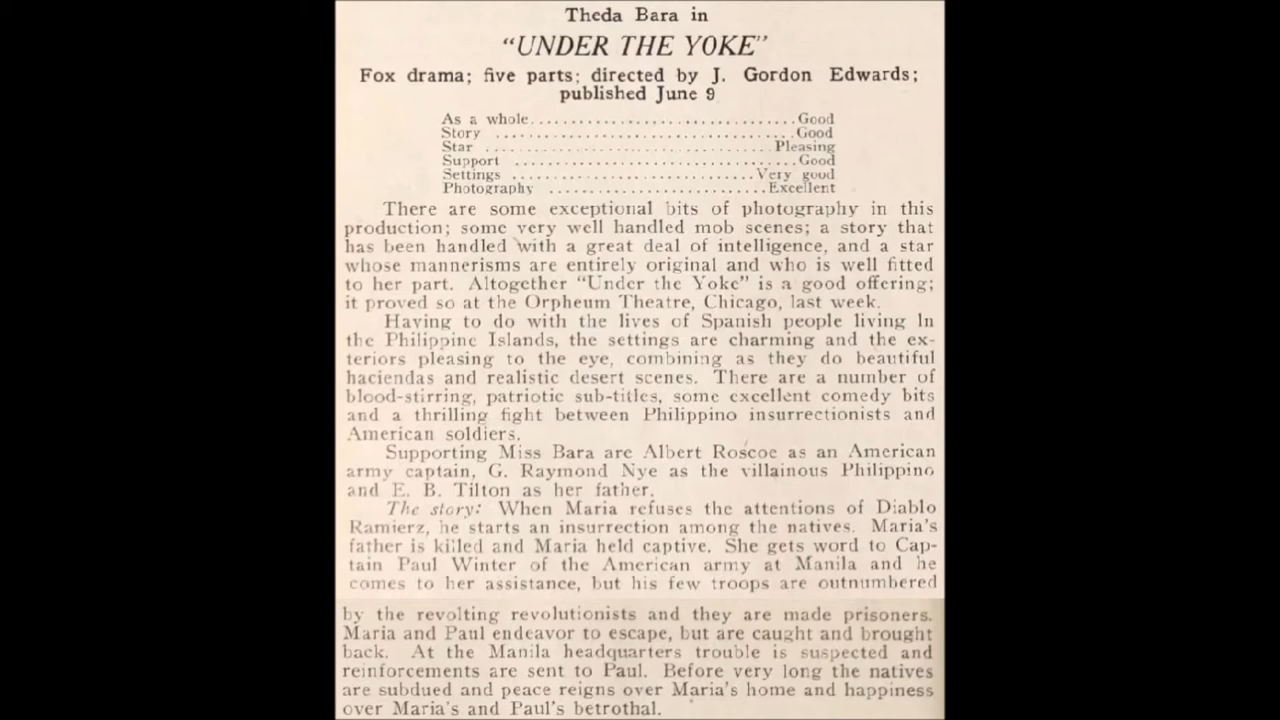 Theda Bara in
“UNDER THE YOKE”
Fox drama; five parts; directed by J. Gordon Edwards;
published June 9
As a whole..............................Good
Story ..................................Good
Star ................................Pleasing
Support ................................Good
Settings ...........................Very good
Photography ........................Excellent
There are some exceptional bits of photography in this
production; some very well handled mob scenes; a story that
has been handled with a great deal of intelligence, and a star
whose mannerisms are entirely original and who is well fitted
to her part. Altogether “Under the Yoke” is a good offering;
it proved so at the Orpheum Theatre, Chicago, last week.
Having to do with the lives of Spanish people living In
the Philippine Islands, the settings are charming and the ex-
teriors pleasing to the eye, combining as they do beautiful
haciendas and realistic desert scenes. There are a number of
blood-stirring, patriotic sub-titles, some excellent comedy bits
and a thrilling fight between Philippino insurrectionists and
American soldiers.
Supporting Miss Bara are Albert Roscoe as an American
army captain, G. Raymond Nye as the villainous Philippino
and E. B. Tilton as her father.
The story: When Maria refuses the attentions of Diablo
Ramierz, he starts an insurrection among the natives. Maria’s
father is killed and Maria held captive. She gets word to Cap-
tain Paul Winter of the American army at Manila and he
comes to her assistance, but his few troops are outnumbered
by the revolting revolutionists and they are made prisoners.
Maria and Paul endeavor to escape, but are caught and brought
back. At the Manila headquarters trouble is suspected and
reinforcements are sent to Paul. Before very long the natives
are subdued and peace reigns over Maria’s home and happiness
over Maria’s and Paul’s betrothal.